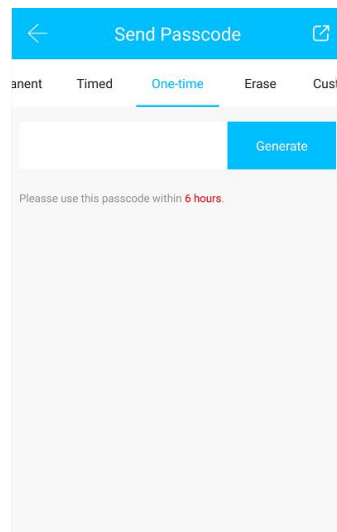 Send Passcode
anent Timed One-time Erase Cust
Generate
Pleasse use this passcode within 6 hours.